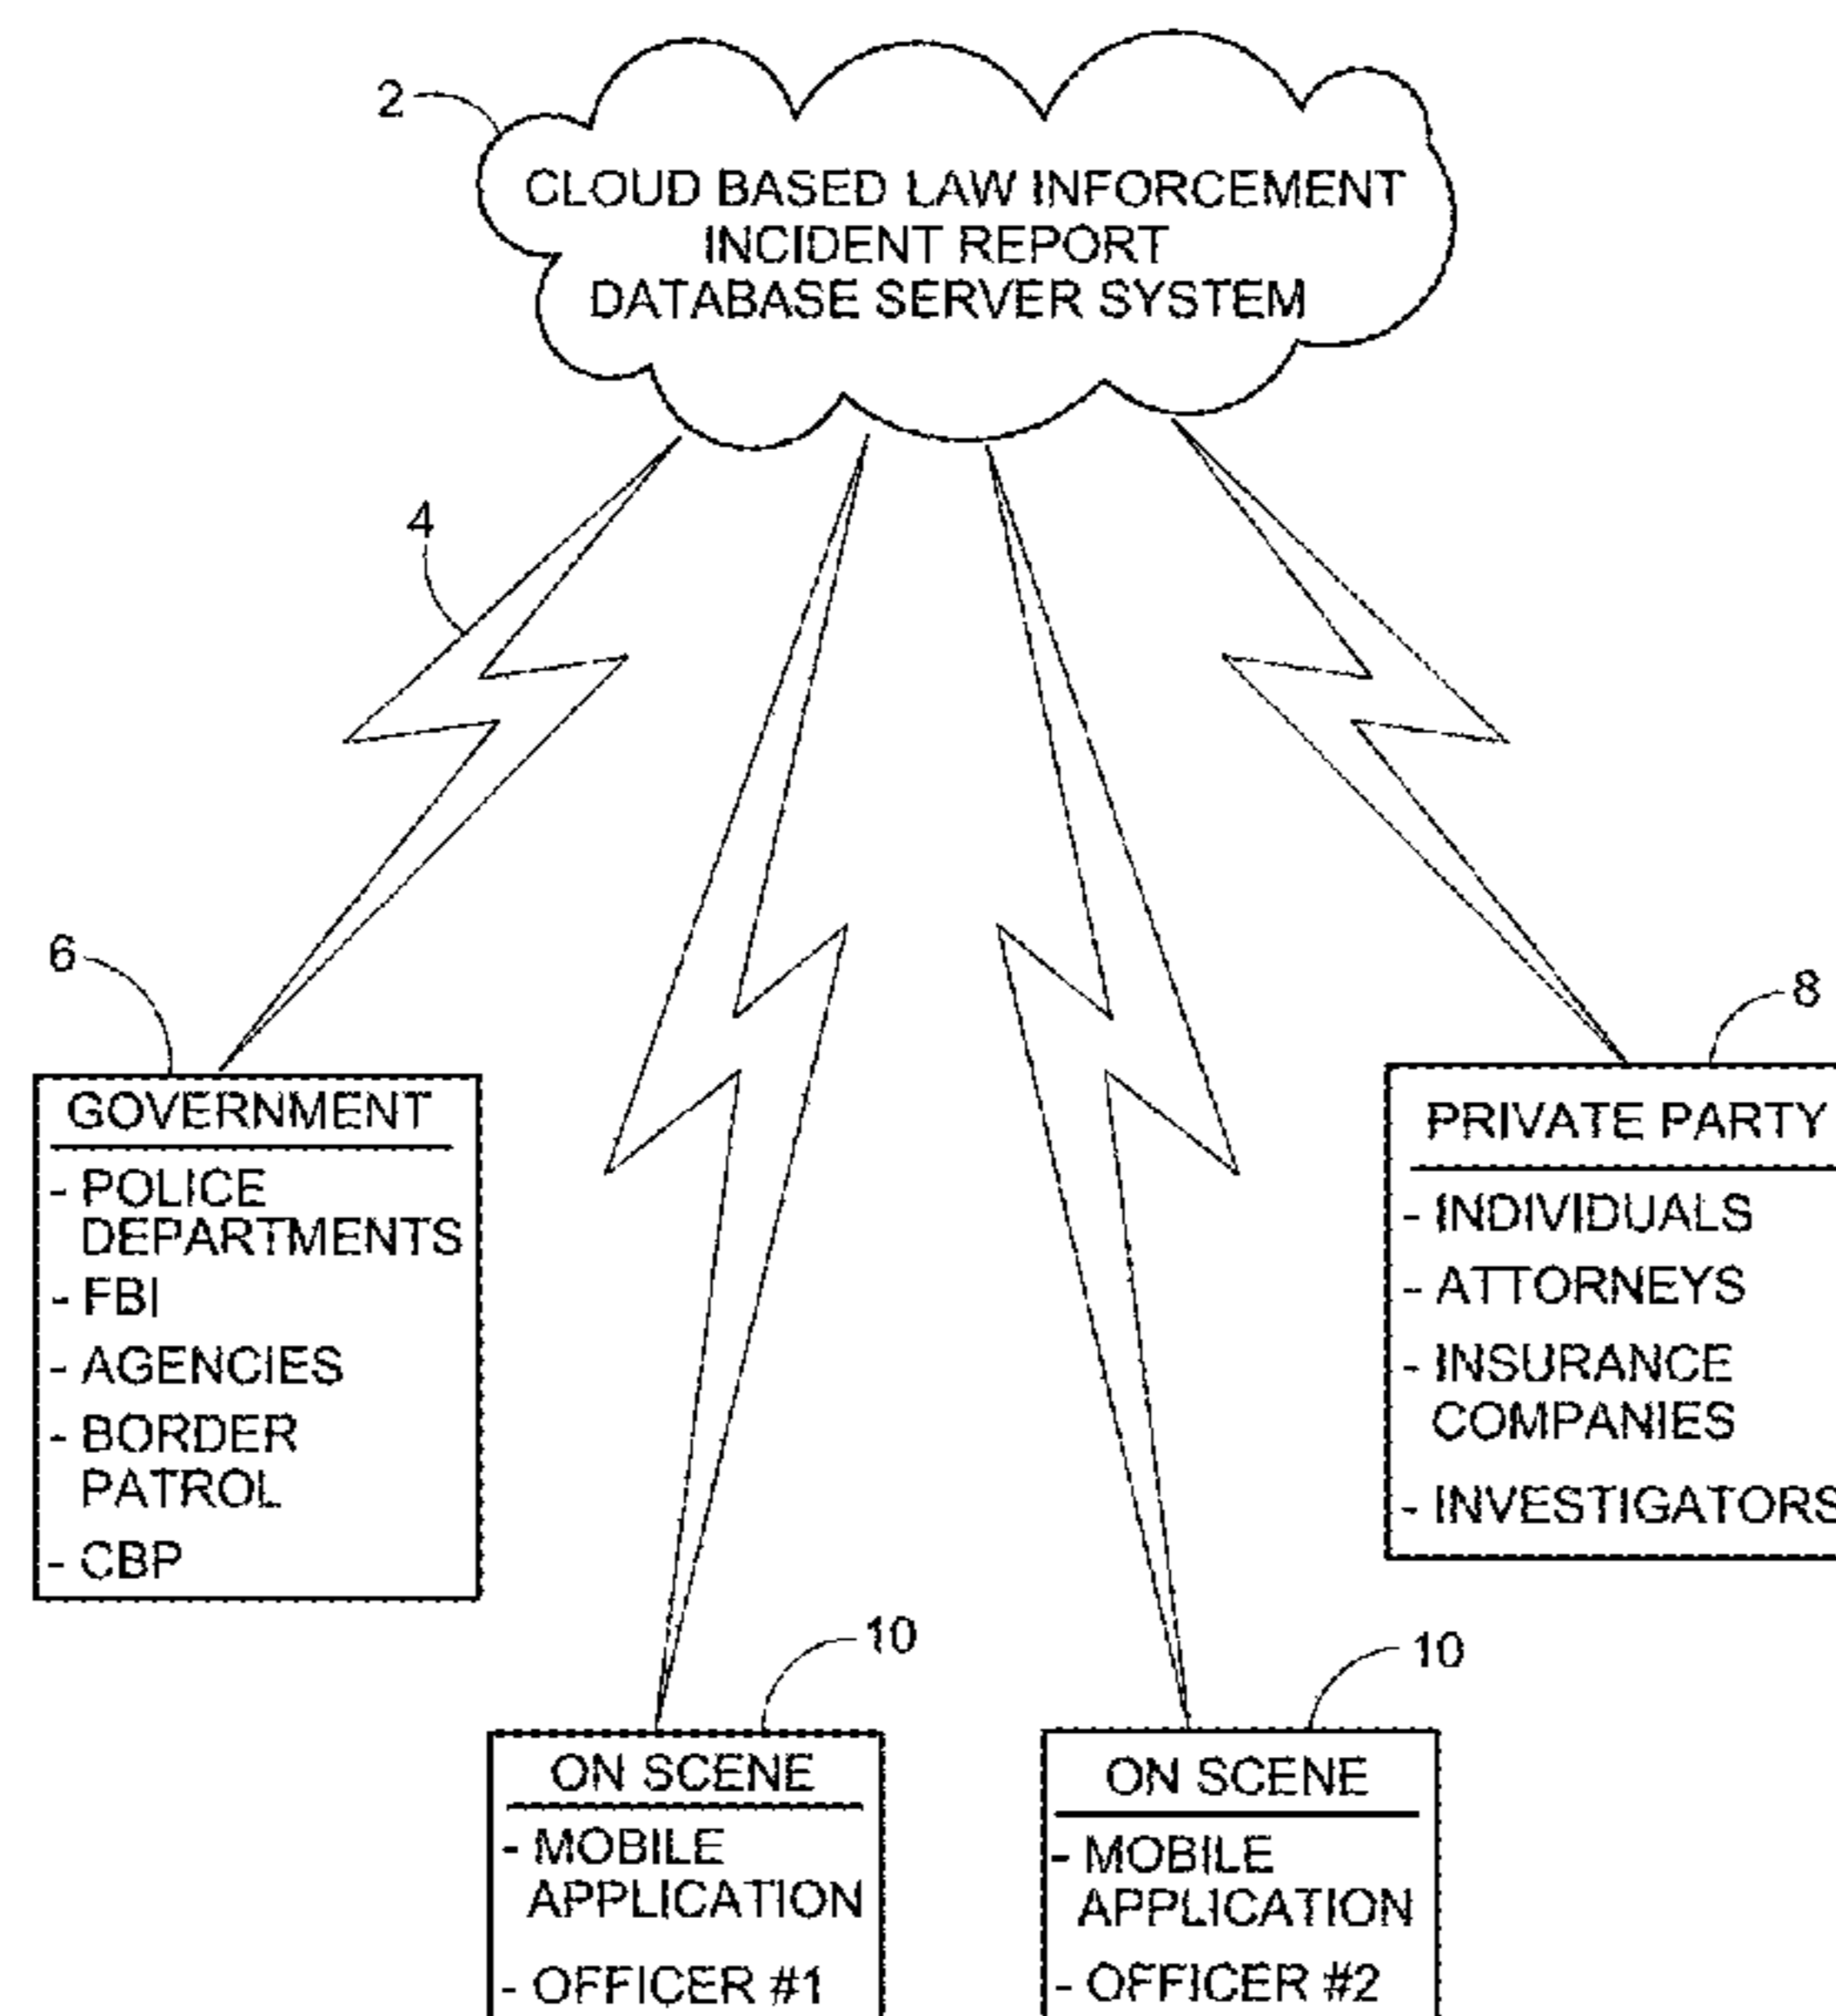 2
CLOUD BASED LAW INFORCEMENT
INCIDENT REPORT
DATABASE SERVER SYSTEM
4
6
GOVERNMENT
- POLICE
DEPARTMENTS
- FBI
- AGENCIES
- BORDER
PATROL
- CBP
8
PRIVATE PARTY
- INDIVIDUALS
- ATTORNEYS
- INSURANCE
COMPANIES
- INVESTIGATORS
10
ON SCENE
- MOBILE
APPLICATION
- OFFICER #1
10
ON SCENE
- MOBILE
APPLICATION
- OFFICER #2